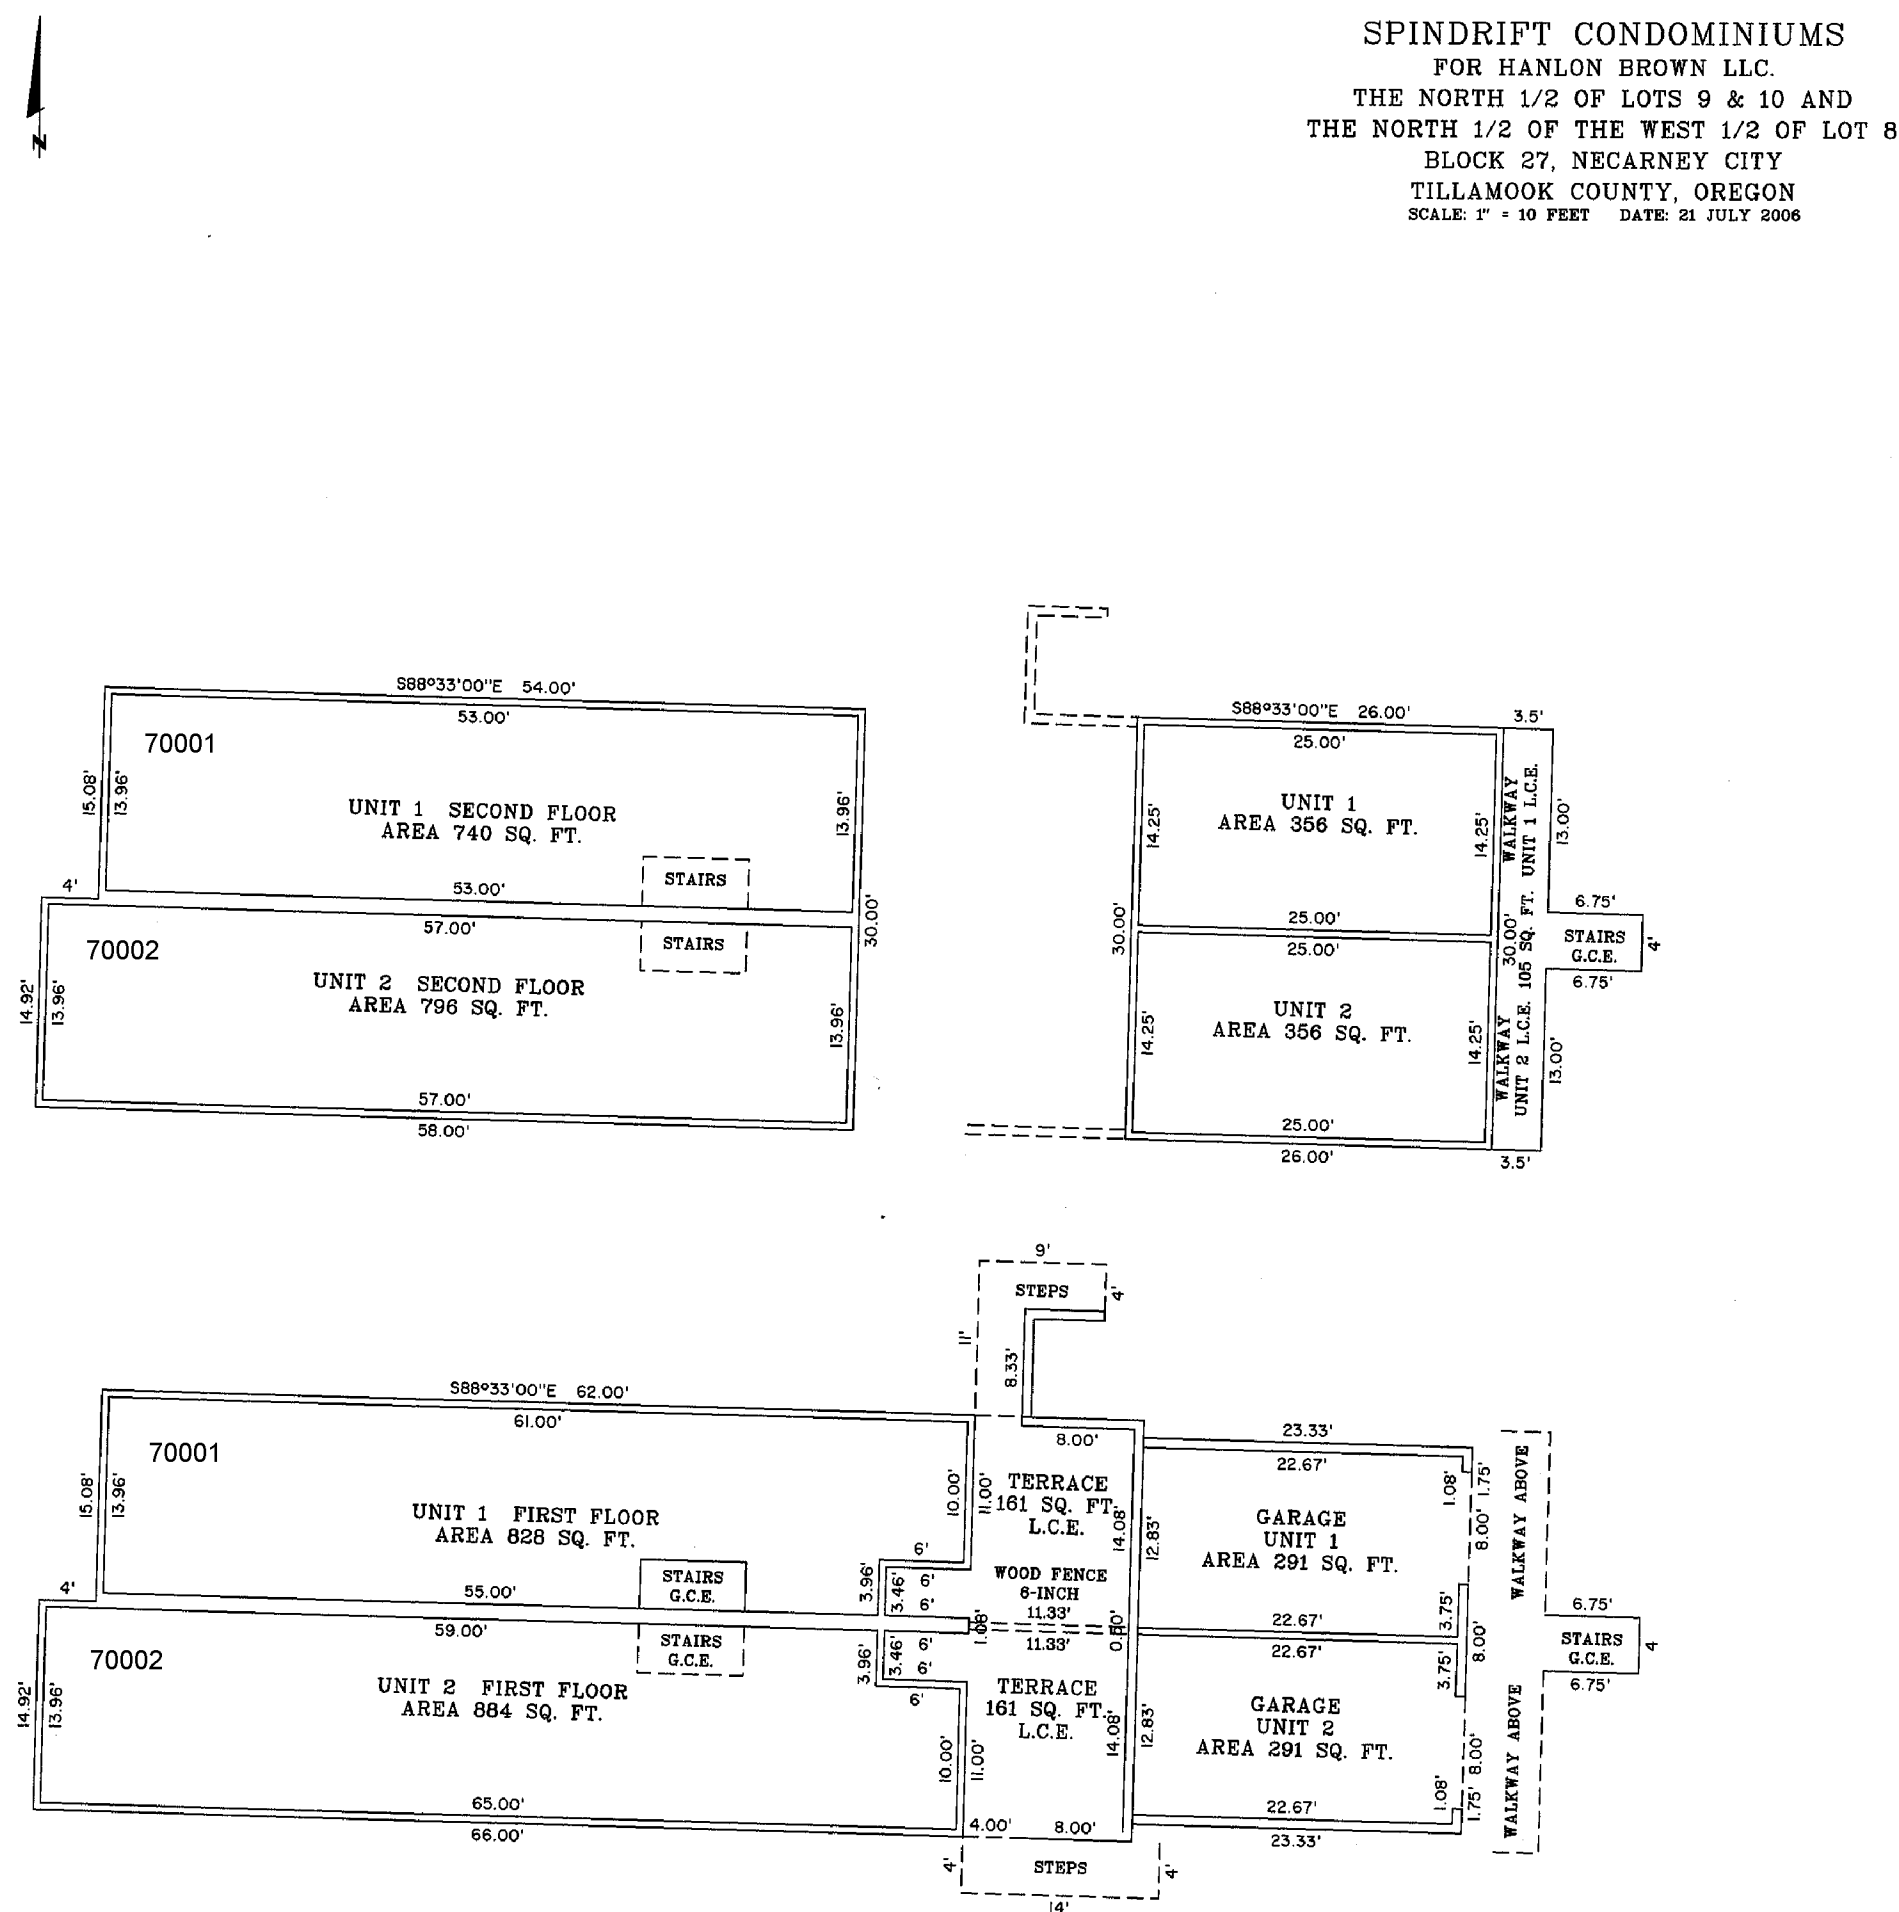 SPINDRIFT CONDOMINIUMS
FOR HANLON BROWN LLC.
THE NORTH 1/2 OF LOTS 9 & 10 AND
THE NORTH 1/2 OF THE WEST 1/2 OF LOT 8
BLOCK 27, NECARNEY CITY
TILLAMOOK COUNTY, OREGON
SCALE: 1" = 10 FEET DATE: 21 JULY 2006
N
S88°33'00"E 54.00'
53.00'
70001
15.08'
13.96'
UNIT 1 SECOND FLOOR
AREA 740 SQ. FT.
13.96'
STAIRS
4'
53.00'
57.00'
30.00'
70002
STAIRS
UNIT 2 SECOND FLOOR
AREA 796 SQ. FT.
14.92'
13.96'
13.96'
57.00'
58.00'
S88°33'00"E 26.00'
3.5'
25.00'
UNIT 1
AREA 356 SQ. FT.
14.25'
14.25'
WALKWAY
UNIT 1 L.C.E.
13.00'
25.00'
25.00'
30.00'
30.00'
105 SQ. FT.
6.75'
STAIRS
G.C.E.
4'
6.75'
UNIT 2
AREA 356 SQ. FT.
14.25'
14.25'
WALKWAY
UNIT 2 L.C.E.
13.00'
25.00'
26.00'
3.5'
9'
STEPS
4'
11'
8.33'
S88°33'00"E 62.00'
61.00'
70001
15.08'
13.96'
UNIT 1 FIRST FLOOR
AREA 828 SQ. FT.
10.00'
11.00'
8.00'
TERRACE
161 SQ. FT.
L.C.E.
14.08'
12.83'
23.33'
22.67'
1.08'
1.75'
GARAGE
UNIT 1
AREA 291 SQ. FT.
8.00'
WALKWAY ABOVE
STAIRS
G.C.E.
6'
3.96'
3.46'
6'
6'
WOOD FENCE
6-INCH
11.33'
4'
55.00'
59.00'
1.08'
11.33'
0.50'
22.67'
22.67'
3.75'
8.00'
3.75'
6.75'
STAIRS
G.C.E.
4
6.75'
STAIRS
G.C.E.
3.96'
3.46'
6'
6'
6'
70002
UNIT 2 FIRST FLOOR
AREA 884 SQ. FT.
14.92'
13.96'
10.00'
11.00'
TERRACE
161 SQ. FT.
L.C.E.
14.08'
12.83'
GARAGE
UNIT 2
AREA 291 SQ. FT.
8.00'
1.08'
1.75'
WALKWAY ABOVE
65.00'
66.00'
4.00'
8.00'
22.67'
23.33'
4'
STEPS
4'
14'